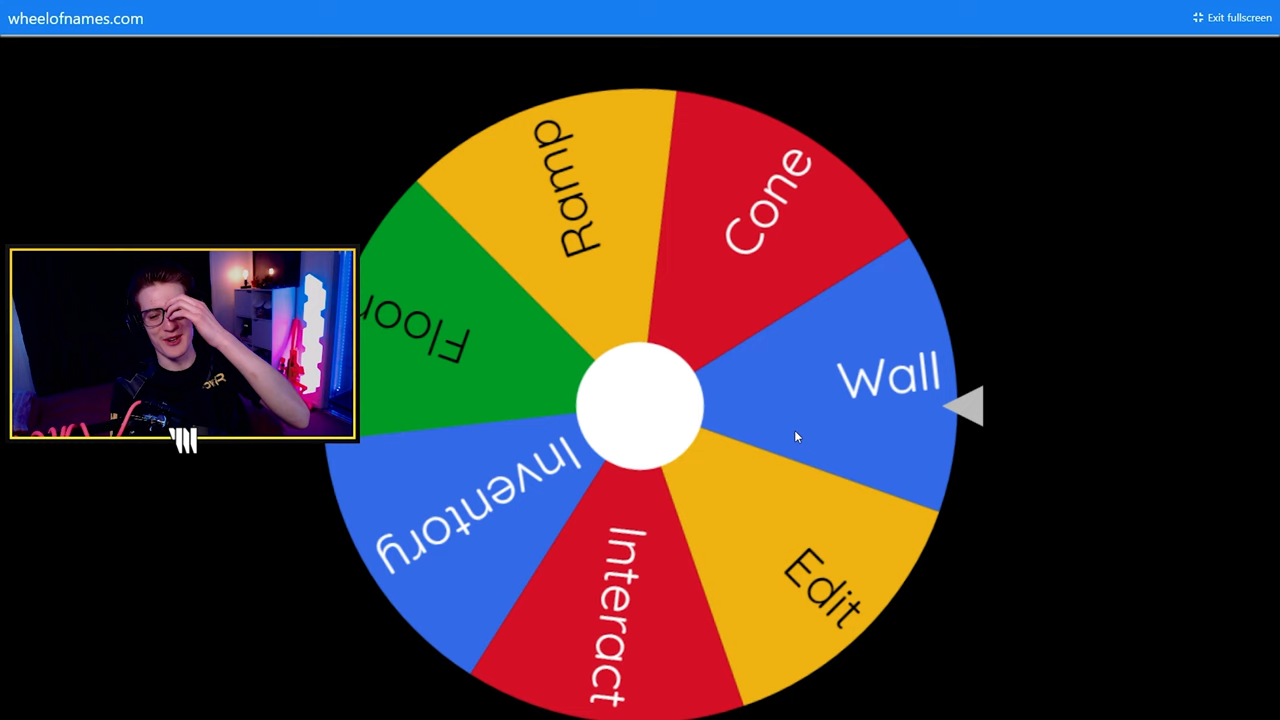 wheelofnames.com
Exit fullscreen
Ramp
Cone
Floor
Wall
Inventory
Edit
Interact